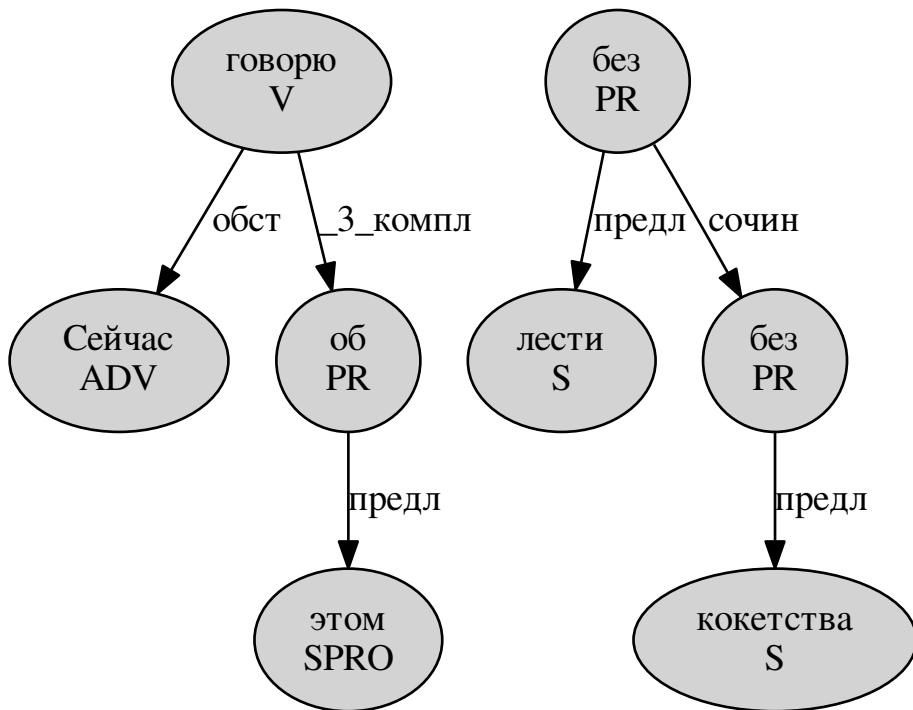 говорю
V
без
PR
обст
_3_компл
предл
сочин
Сейчас
ADV
об
PR
лести
S
без
PR
предл
предл
этом
SPRO
кокетства
S